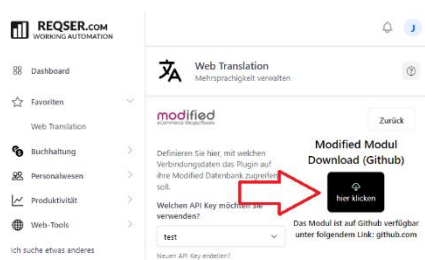 REQSER.COM
WORKING AUTOMATION
J
Dashboard
Favoriten
Web Translation
Buchhaltung
Personalwesen
Produktivität
Web-Tools
Ich suche etwas anderes
Web Translation
Mehrsprachigkeit verwalten
modified
ecommerce shopsoftware
Zurück
Definieren Sie hier, mit welchen
Verbindungsdaten das Plugin auf
ihre Modified Datenbank zugreifen
soll.
Welchen API Key möchten Sie
verwenden?
test
Neuen API Key erstellen?
Modified Modul
Download (Github)
hier klicken
Das Modul ist auf Github verfügbar
unter folgendem Link: github.com